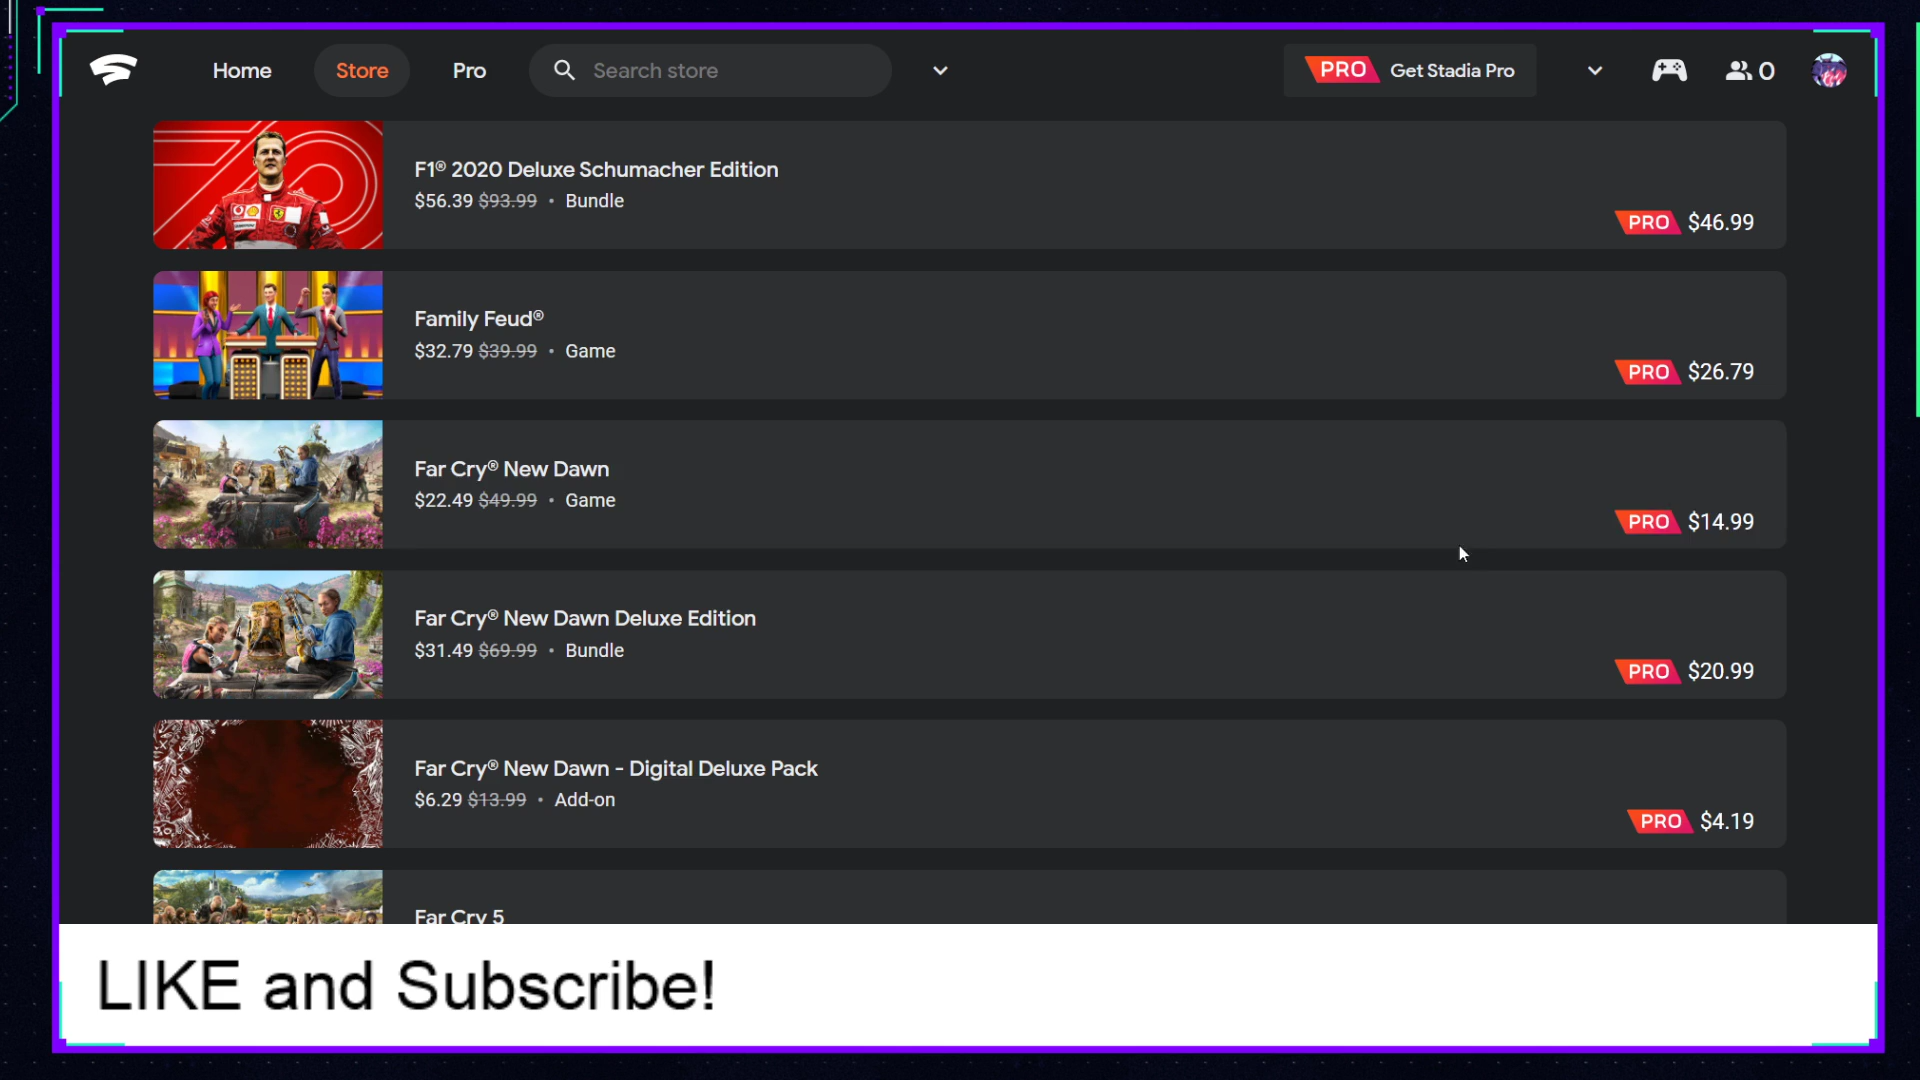 Home Store Pro Search store PRO Get Stadia Pro 0
F1® 2020 Deluxe Schumacher Edition
$56.39 $93.99 • Bundle
PRO $46.99
Family Feud®
$32.79 $39.99 • Game
PRO $26.79
Far Cry® New Dawn
$22.49 $49.99 • Game
PRO $14.99
Far Cry® New Dawn Deluxe Edition
$31.49 $69.99 • Bundle
PRO $20.99
Far Cry® New Dawn - Digital Deluxe Pack
$6.29 $13.99 • Add-on
PRO $4.19
Far Cry 5
LIKE and Subscribe!